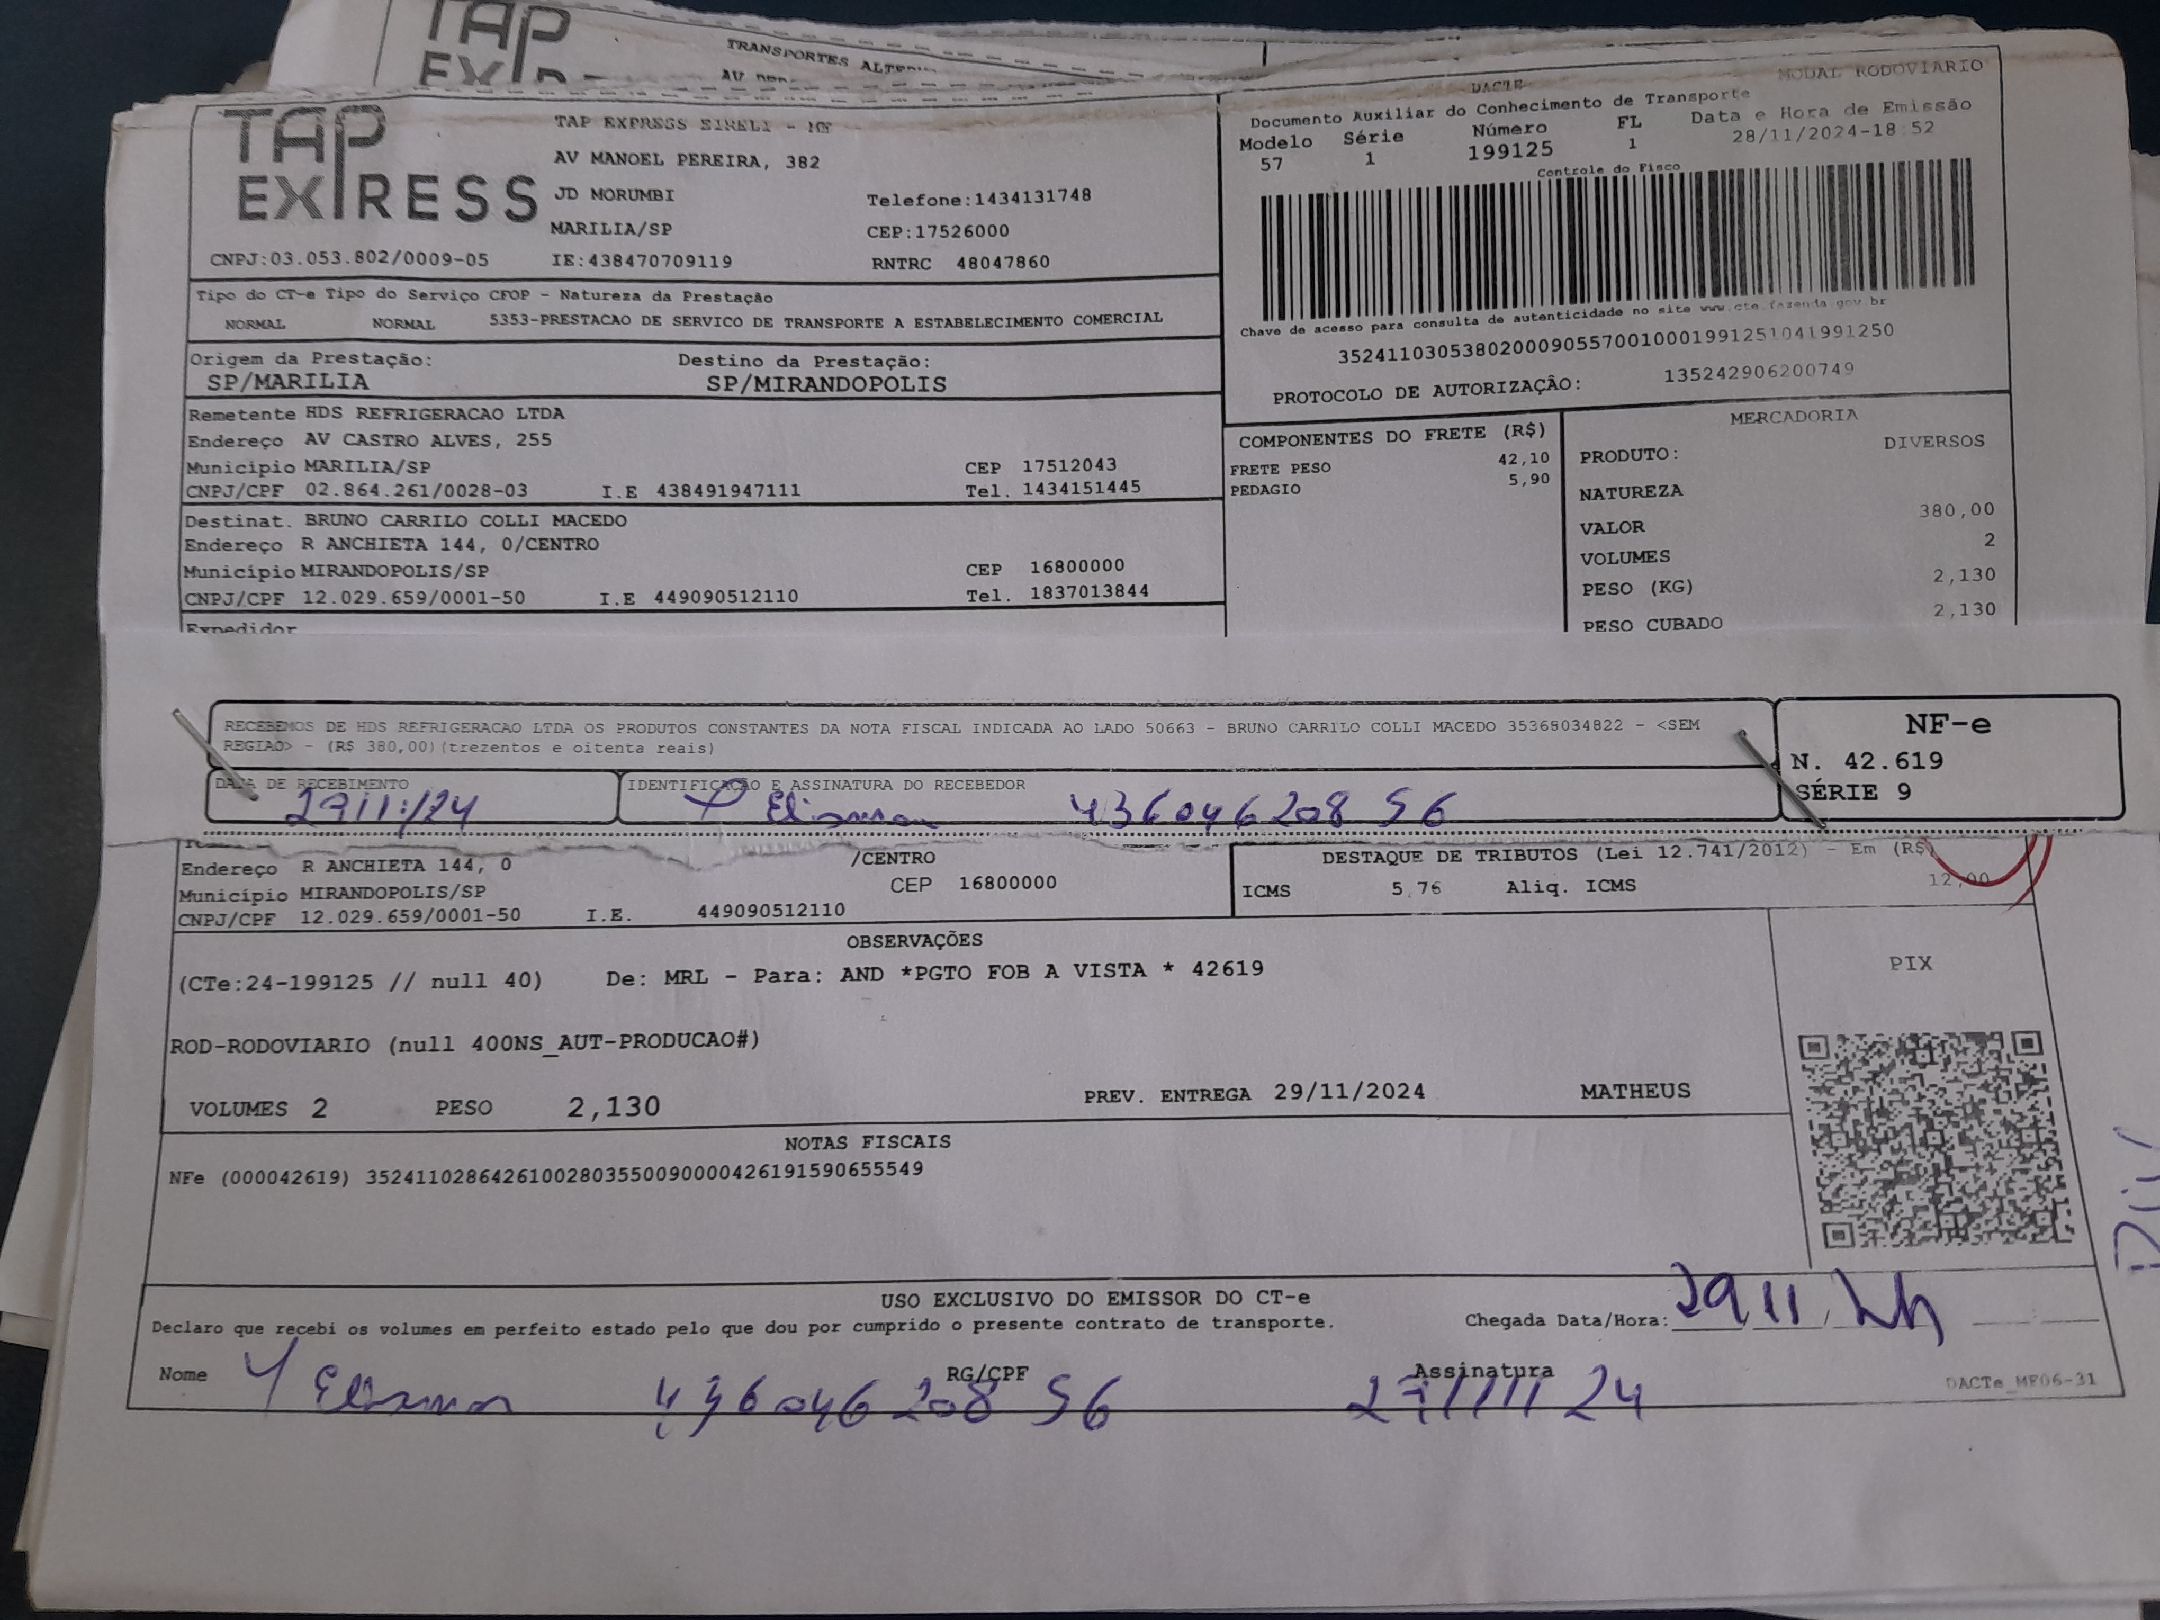 TAP
EXPRESS
TRANSPORTES
AV
TAP
EXPRESS
TAP EXPRESS EIRELI - ME
AV MANOEL PEREIRA, 382
JD MORUMBI Telefone:1434131748
MARILIA/SP CEP:17526000
CNPJ:03.053.802/0009-05 IE:438470709119 RNTRC 48047860
DACTE MODAL RODOVIARIO
Documento Auxiliar do Conhecimento de Transporte
Modelo Série Número FL Data e Hora de Emissão
57 1 199125 1 28/11/2024-18:52
Controle do Fisco
Chave de acesso para consulta de autenticidade no site www.cte.fazenda.gov.br
35241103053802000905570010001991251041991250
PROTOCOLO DE AUTORIZAÇÂO: 135242906200749
Tipo do CT-e Tipo do Serviço CFOP - Natureza da Prestação
NORMAL NORMAL 5353-PRESTACAO DE SERVICO DE TRANSPORTE A ESTABELECIMENTO COMERCIAL
Origem da Prestação: Destino da Prestação:
SP/MARILIA SP/MIRANDOPOLIS
Remetente HDS REFRIGERACAO LTDA
Endereço AV CASTRO ALVES, 255
Município MARILIA/SP CEP 17512043
CNPJ/CPF 02.864.261/0028-03 I.E 438491947111 Tel. 1434151445
Destinat. BRUNO CARRILO COLLI MACEDO
Endereço R ANCHIETA 144, 0/CENTRO
Município MIRANDOPOLIS/SP CEP 16800000
CNPJ/CPF 12.029.659/0001-50 I.E 449090512110 Tel. 1837013844
Expedidor
COMPONENTES DO FRETE (R$)
FRETE PESO 42,10
PEDAGIO 5,90
MERCADORIA
PRODUTO: DIVERSOS
NATUREZA
VALOR 380,00
VOLUMES 2
PESO (KG) 2,130
PESO CUBADO 2,130
RECEBEMOS DE HDS REFRIGERACAO LTDA OS PRODUTOS CONSTANTES DA NOTA FISCAL INDICADA AO LADO 50663 - BRUNO CARRILO COLLI MACEDO 35368034822 - <SEM
REGIAO> - (R$ 380,00)(trezentos e oitenta reais)
DATA DE RECEBIMENTO IDENTIFICAÇÃO E ASSINATURA DO RECEBEDOR
436046208 56
NF-e
N. 42.619
SÉRIE 9
Endereço R ANCHIETA 144, 0 /CENTRO
Município MIRANDOPOLIS/SP CEP 16800000
CNPJ/CPF 12.029.659/0001-50 I.E. 449090512110
DESTAQUE DE TRIBUTOS (Lei 12.741/2012) - Em (R$)
ICMS 5,76 Aliq. ICMS 12,00
OBSERVAÇÕES
(CTe:24-199125 // null 40) De: MRL - Para: AND *PGTO FOB A VISTA * 42619
ROD-RODOVIARIO (null 400NS_AUT-PRODUCAO#)
VOLUMES 2 PESO 2,130 PREV. ENTREGA 29/11/2024 MATHEUS
PIX
NOTAS FISCAIS
NFe (000042619) 35241102864261002803550090000426191590655549
USO EXCLUSIVO DO EMISSOR DO CT-e
Declaro que recebi os volumes em perfeito estado pelo que dou por cumprido o presente contrato de transporte. Chegada Data/Hora: 29 11
Nome RG/CPF Assinatura
436046 208 56
DACTe_MF06-31